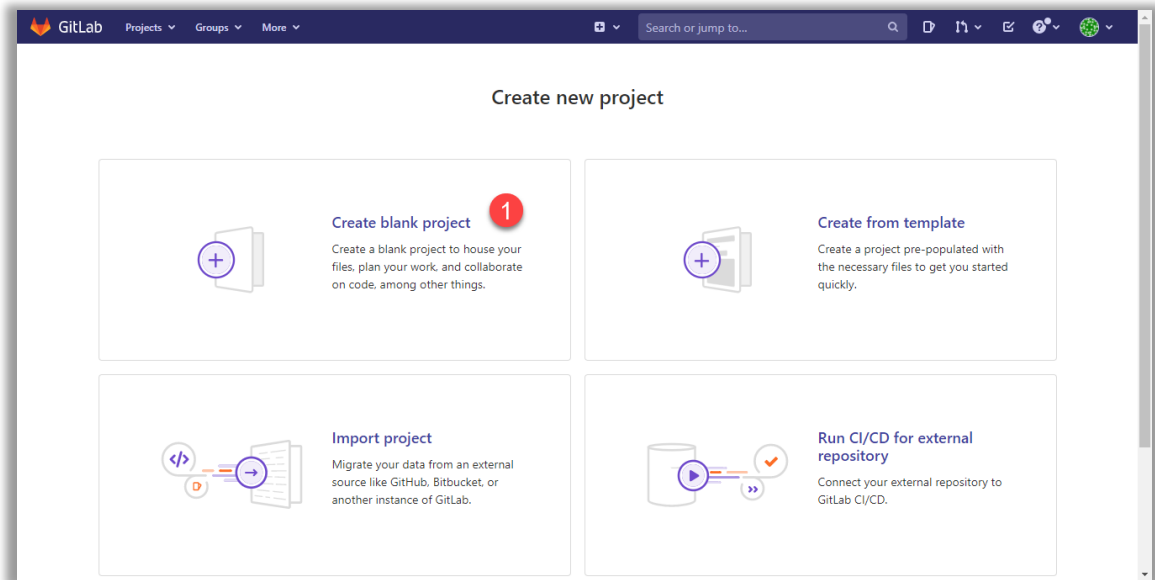 GitLab Projects Groups More Search or jump to...
Create new project
Create blank project
1
Create a blank project to house your
files, plan your work, and collaborate
on code, among other things.
Create from template
Create a project pre-populated with
the necessary files to get you started
quickly.
Import project
Migrate your data from an external
source like GitHub, Bitbucket, or
another instance of GitLab.
Run CI/CD for external
repository
Connect your external repository to
GitLab CI/CD.